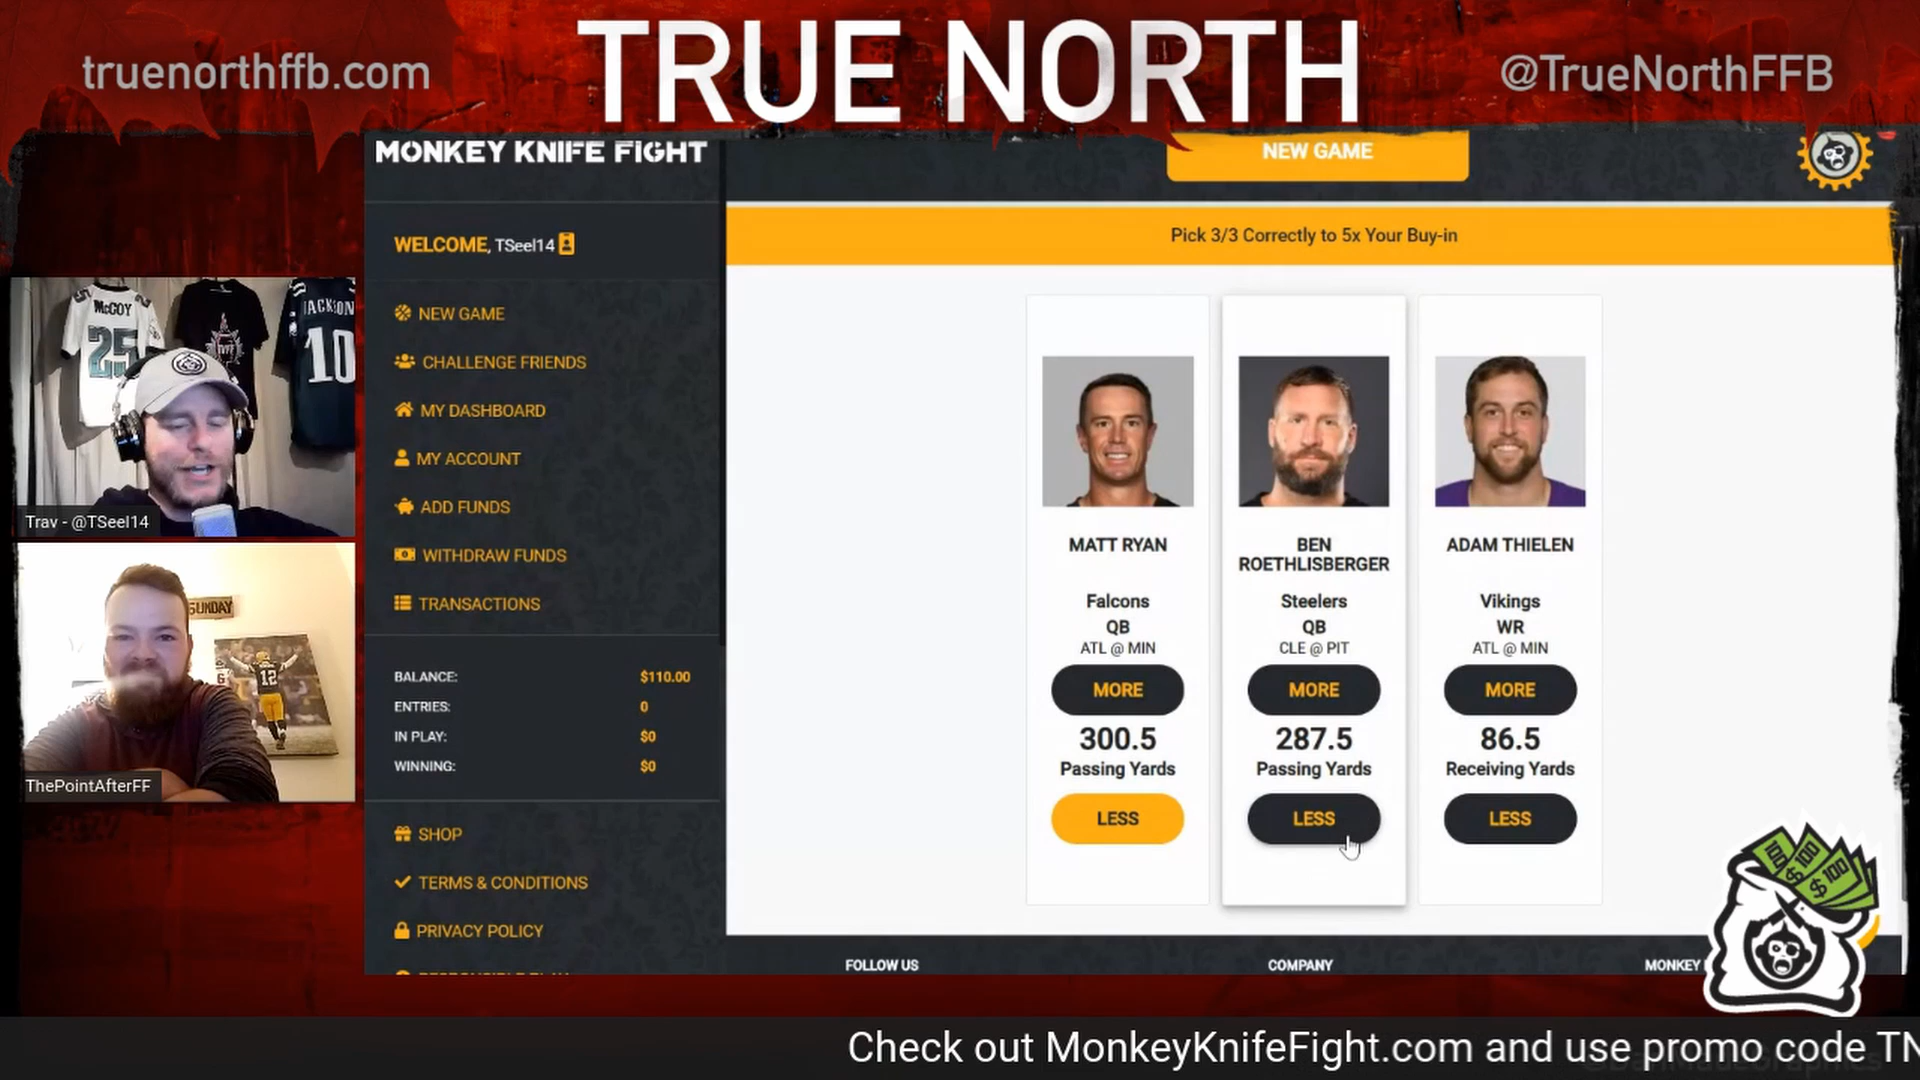 truenorthffb.com
TRUE NORTH
@TrueNorthFFB
MONKEY KNIFE FIGHT
NEW GAME
WELCOME, TSeel14
Pick 3/3 Correctly to 5x Your Buy-in
NEW GAME
CHALLENGE FRIENDS
MY DASHBOARD
MY ACCOUNT
ADD FUNDS
WITHDRAW FUNDS
TRANSACTIONS
BALANCE: $110.00
ENTRIES: 0
IN PLAY: $0
WINNING: $0
SHOP
TERMS & CONDITIONS
PRIVACY POLICY
McCOY
25
JACKSON
10
Trav - @TSeel14
SUNDAY
12
ThePointAfterFF
MATT RYAN
Falcons
QB
ATL @ MIN
MORE
300.5
Passing Yards
LESS
BEN
ROETHLISBERGER
Steelers
QB
CLE @ PIT
MORE
287.5
Passing Yards
LESS
ADAM THIELEN
Vikings
WR
ATL @ MIN
MORE
86.5
Receiving Yards
LESS
FOLLOW US
COMPANY
MONKEY
100
100
100
$
$
Check out MonkeyKnifeFight.com and use promo code TN